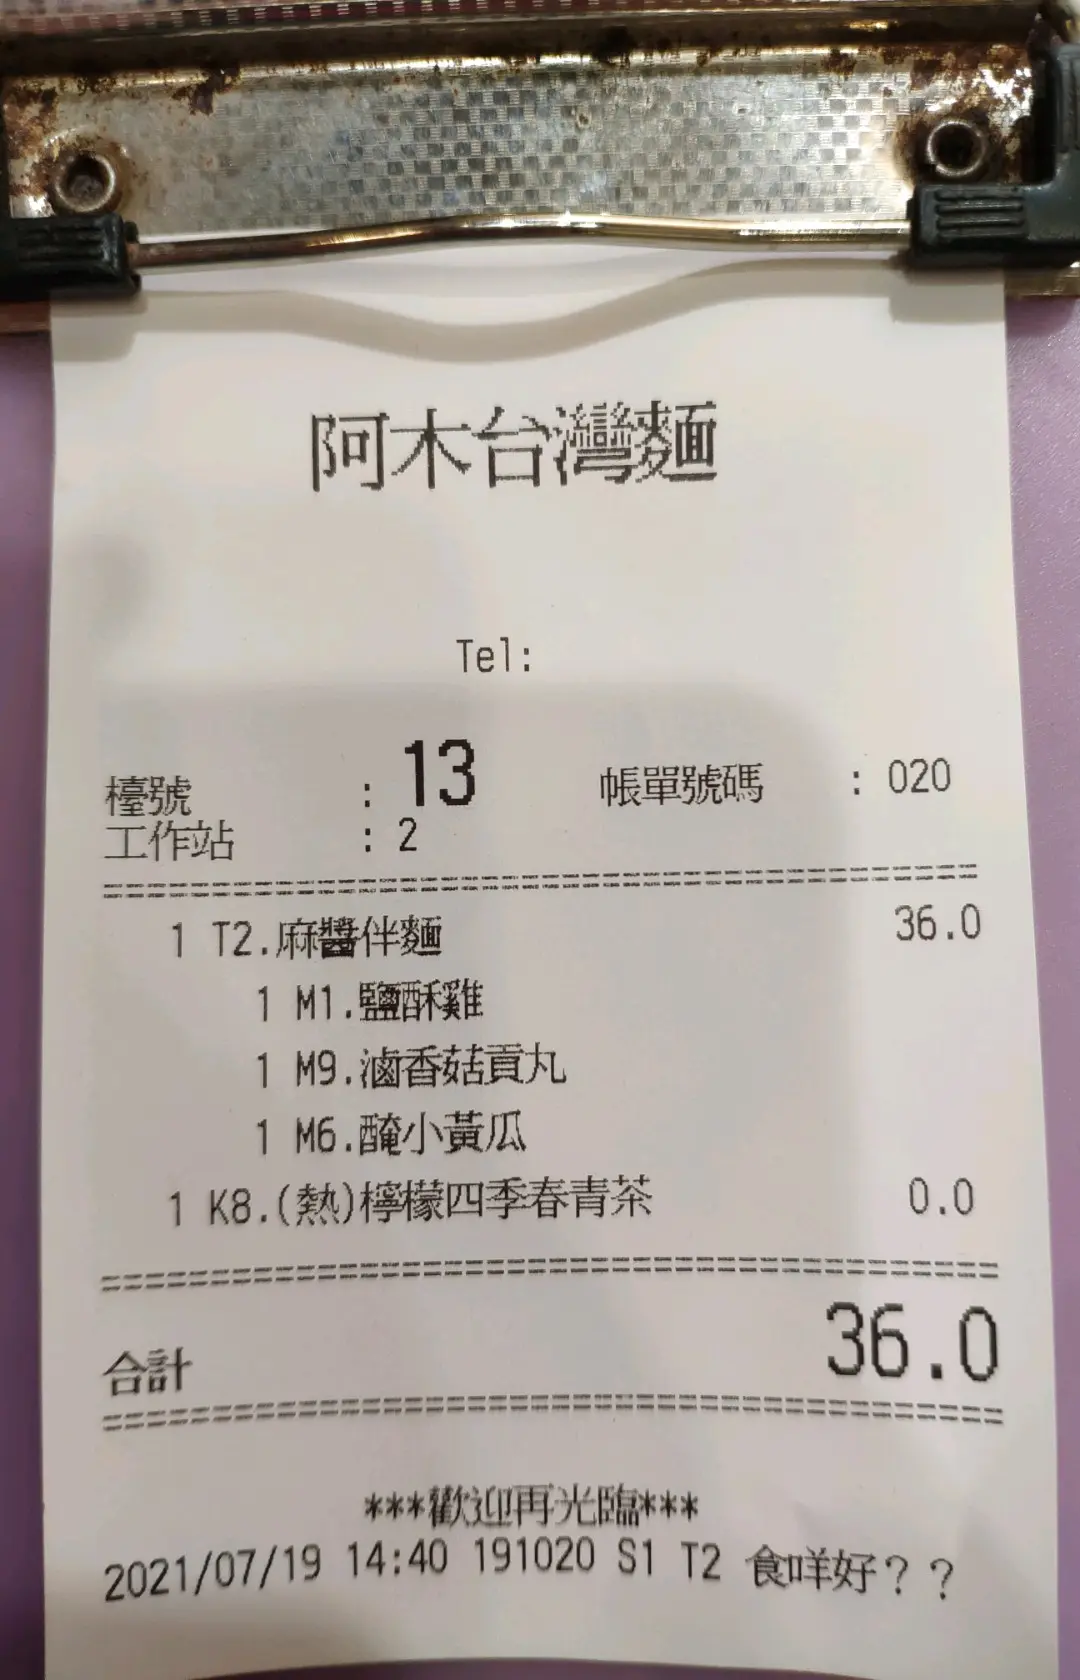 阿木台灣麵
Tel:
檯號 : 13 帳單號碼 : 020
工作站 : 2
1 T2.麻醬伴麵 36.0
1 M1.鹽酥雞
1 M9.滷香菇貢丸
1 M6.醃小黃瓜
1 K8.(熱)檸檬四季春青茶 0.0
合計 36.0
***歡迎再光臨***
2021/07/19 14:40 191020 S1 T2 食咩好？？